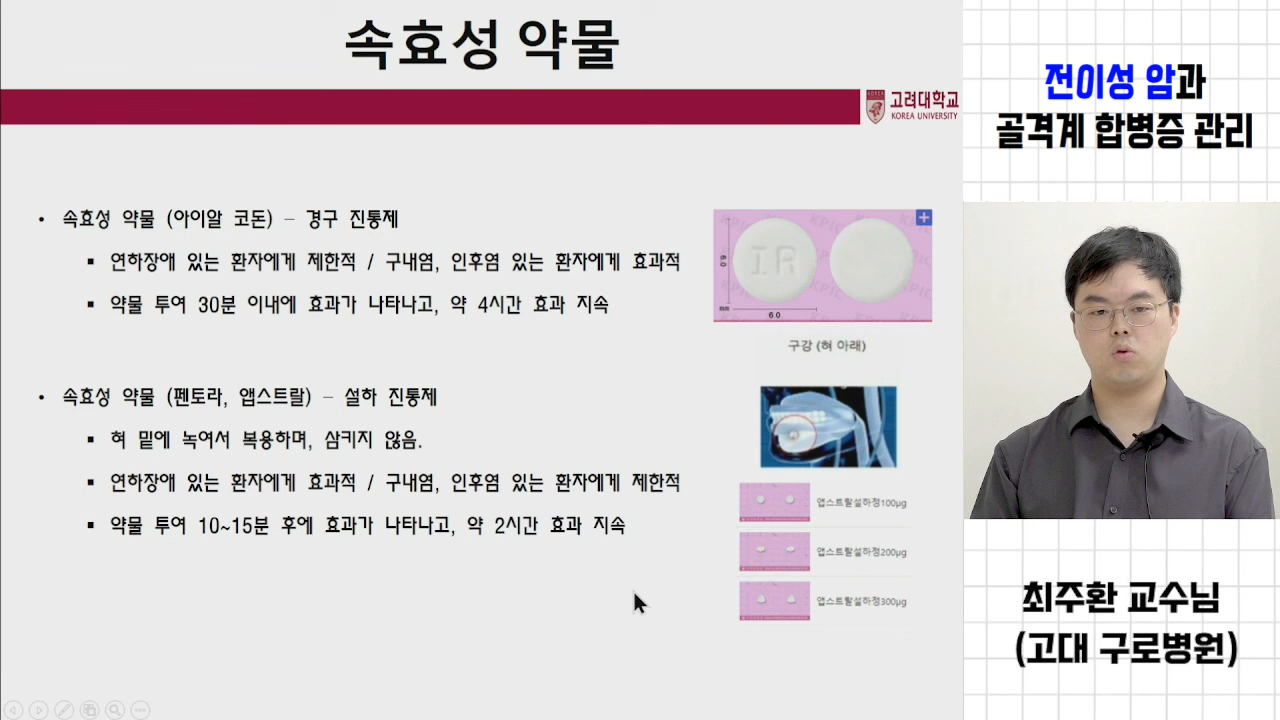 속효성 약물
고려대학교
KOREA UNIVERSITY
• 속효성 약물 (아이알 코돈) – 경구 진통제
▪ 연하장애 있는 환자에게 제한적 / 구내염, 인후염 있는 환자에게 효과적
▪ 약물 투여 30분 이내에 효과가 나타나고, 약 4시간 효과 지속
• 속효성 약물 (펜토라, 앱스트랄) – 설하 진통제
▪ 혀 밑에 녹여서 복용하며, 삼키지 않음.
▪ 연하장애 있는 환자에게 효과적 / 구내염, 인후염 있는 환자에게 제한적
▪ 약물 투여 10~15분 후에 효과가 나타나고, 약 2시간 효과 지속
IR
6.0
mm
6.0
구강 (혀 아래)
앱스트랄설하정100μg
앱스트랄설하정200μg
앱스트랄설하정300μg
전이성 암과
골격계 합병증 관리
최주환 교수님
(고대 구로병원)